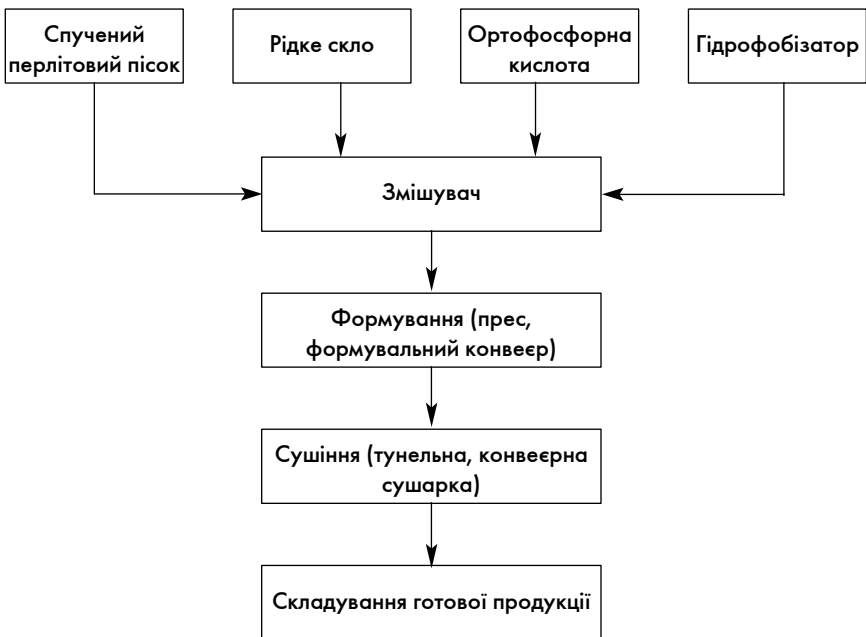 Спучений
перлітовий пісок
Рідке скло
Ортофосфорна
кислота
Гідрофобізатор
Змішувач
Формування (прес,
формувальний конвеєр)
Сушіння (тунельна, конвеєрна
сушарка)
Складування готової продукції